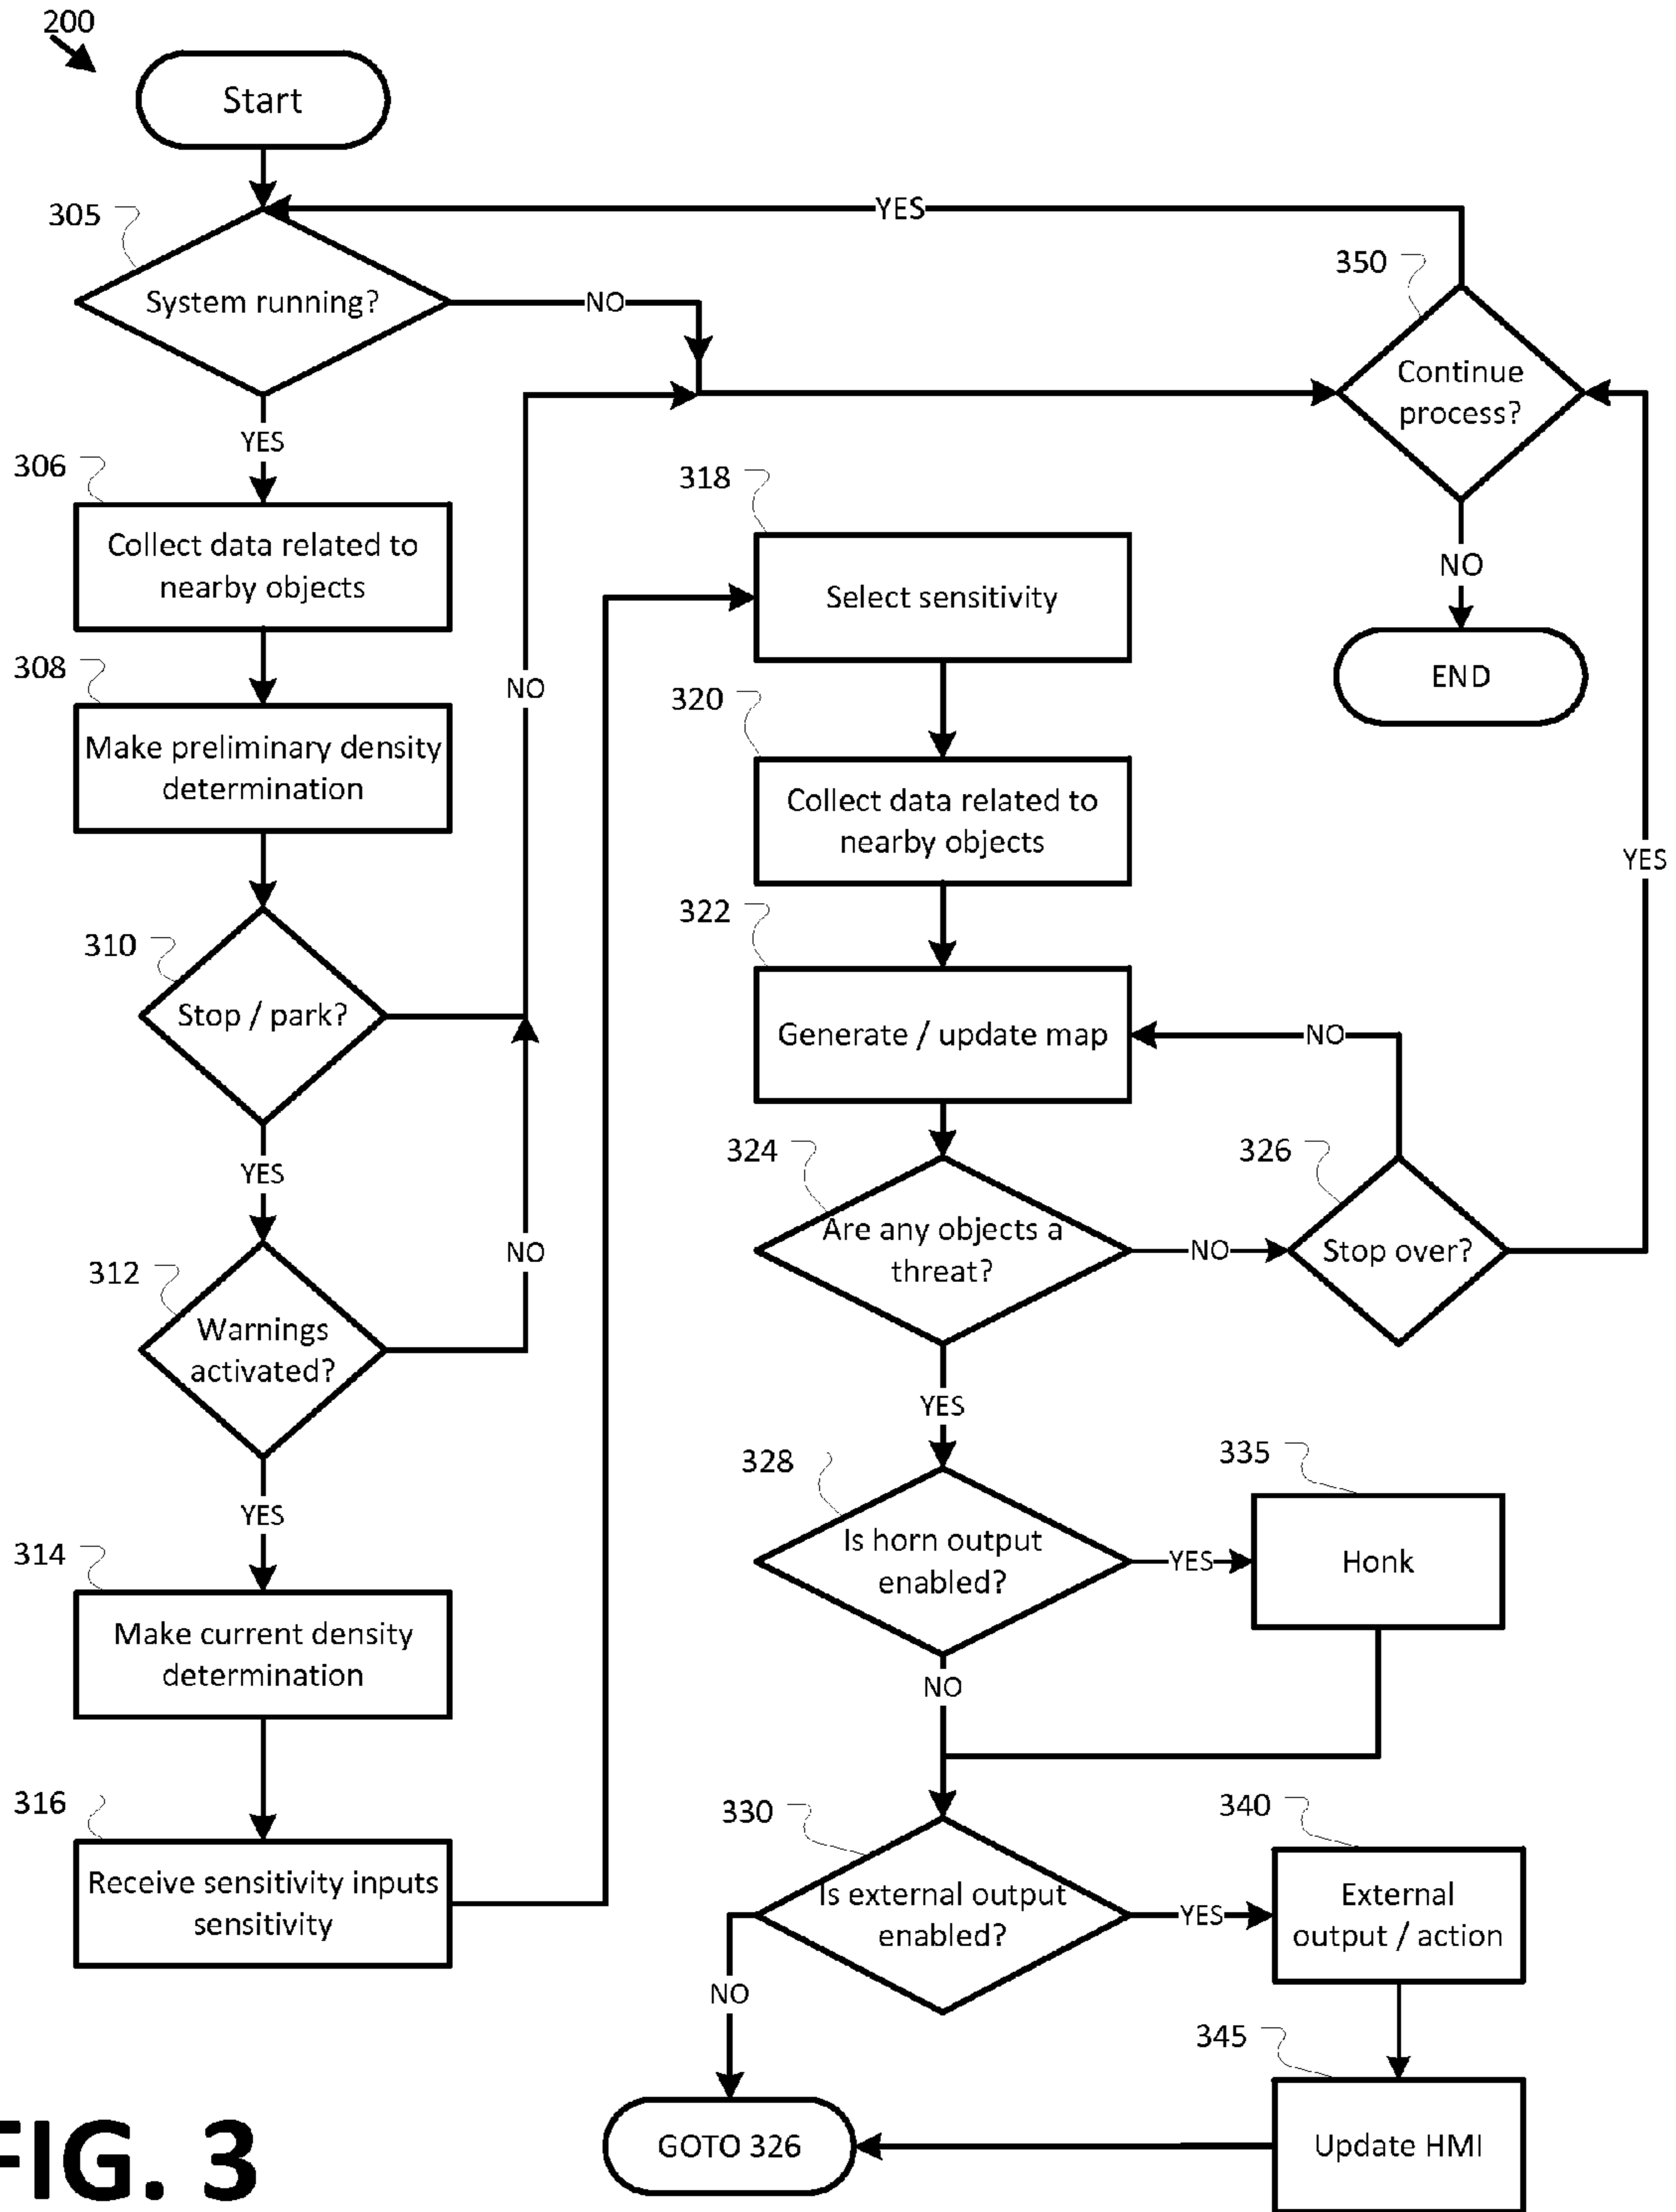 200
Start
305
System running?
YES
NO
YES
350
Continue
process?
NO
END
306
Collect data related to
nearby objects
308
Make preliminary density
determination
NO
310
Stop / park?
YES
NO
312
Warnings
activated?
YES
314
Make current density
determination
316
Receive sensitivity inputs
sensitivity
318
Select sensitivity
320
Collect data related to
nearby objects
322
Generate / update map
NO
YES
324
Are any objects a
threat?
NO
326
Stop over?
YES
328
Is horn output
enabled?
YES
335
Honk
NO
330
Is external output
enabled?
YES
340
External
output / action
NO
345
Update HMI
GOTO 326
FIG. 3